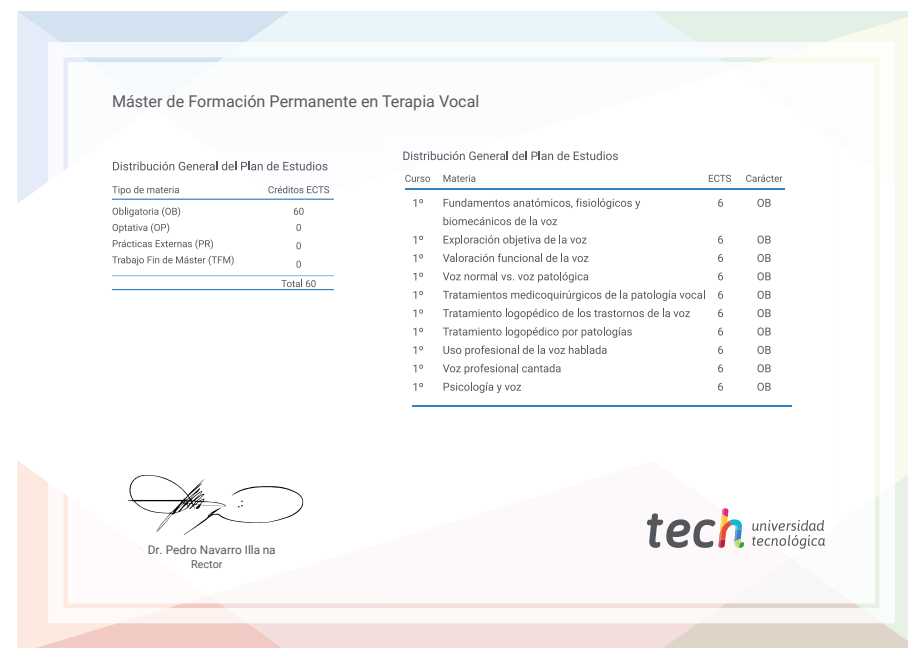 Máster de Formación Permanente en Terapia Vocal
Distribución General del Plan de Estudios
Tipo de materia Créditos ECTS
Obligatoria (OB) 60
Optativa (OP) 0
Prácticas Externas (PR) 0
Trabajo Fin de Máster (TFM) 0
Total 60
Distribución General del Plan de Estudios
Curso Materia ECTS Carácter
1º Fundamentos anatómicos, fisiológicos y 6 OB
biomecánicos de la voz
1º Exploración objetiva de la voz 6 OB
1º Valoración funcional de la voz 6 OB
1º Voz normal vs. voz patológica 6 OB
1º Tratamientos medicoquirúrgicos de la patología vocal 6 OB
1º Tratamiento logopédico de los trastornos de la voz 6 OB
1º Tratamiento logopédico por patologías 6 OB
1º Uso profesional de la voz hablada 6 OB
1º Voz profesional cantada 6 OB
1º Psicología y voz 6 OB
Dr. Pedro Navarro Illa na
Rector
tech universidad
tecnológica